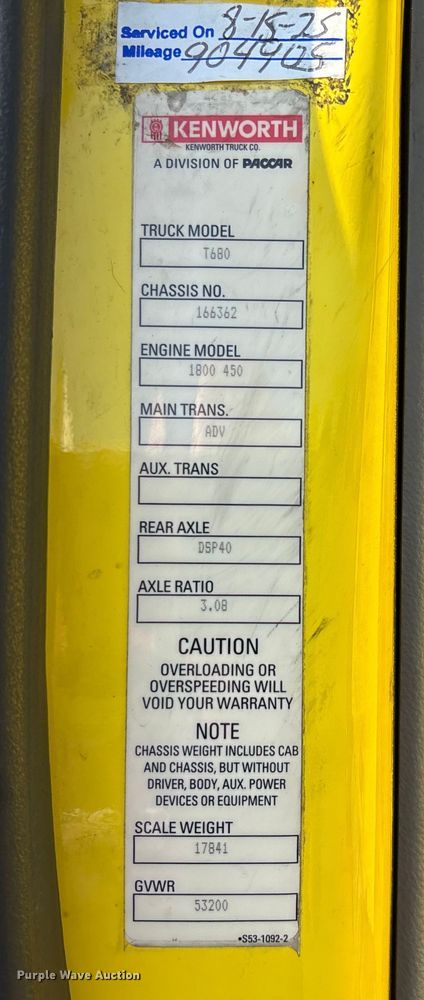 Serviced On 8-15-25
Mileage 904405
KENWORTH
KENWORTH TRUCK CO.
A DIVISION OF PACCAR
TRUCK MODEL
T680
CHASSIS NO.
166362
ENGINE MODEL
1800 450
MAIN TRANS.
ADV
AUX. TRANS
REAR AXLE
DSP40
AXLE RATIO
3.08
CAUTION
OVERLOADING OR
OVERSPEEDING WILL
VOID YOUR WARRANTY
NOTE
CHASSIS WEIGHT INCLUDES CAB
AND CHASSIS, BUT WITHOUT
DRIVER, BODY, AUX. POWER
DEVICES OR EQUIPMENT
SCALE WEIGHT
17841
GVWR
53200
•S53-1092-2
Purple Wave Auction